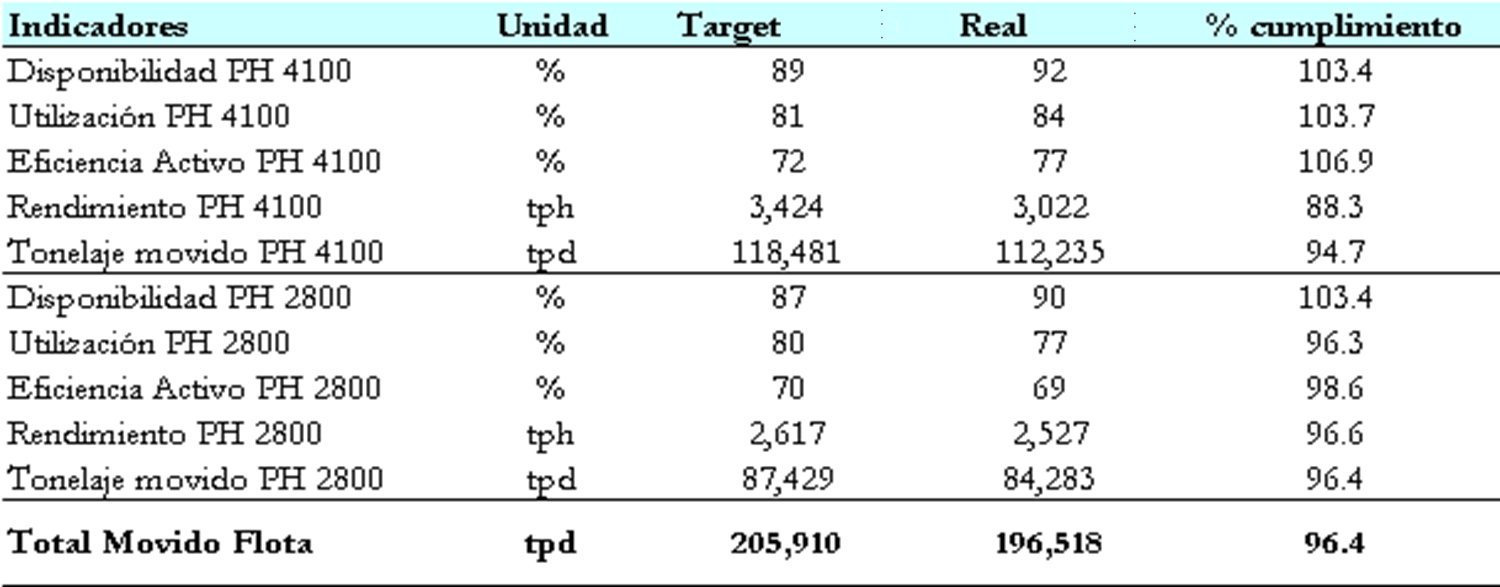 Indicadores Unidad Target Real % cumplimiento
Disponibilidad PH 4100 % 89 92 103.4
Utilización PH 4100 % 81 84 103.7
Eficiencia Activo PH 4100 % 72 77 106.9
Rendimiento PH 4100 tph 3,424 3,022 88.3
Tonelaje movido PH 4100 tpd 118,481 112,235 94.7
Disponibilidad PH 2800 % 87 90 103.4
Utilización PH 2800 % 80 77 96.3
Eficiencia Activo PH 2800 % 70 69 98.6
Rendimiento PH 2800 tph 2,617 2,527 96.6
Tonelaje movido PH 2800 tpd 87,429 84,283 96.4
Total Movido Flota tpd 205,910 196,518 96.4